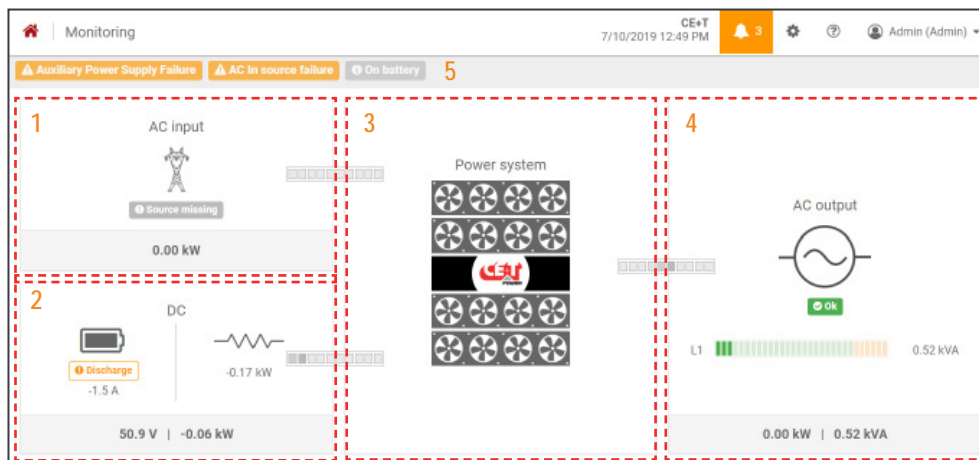 Monitoring
CE+T
7/10/2019 12:49 PM
3
Admin (Admin)
Auxiliary Power Supply Failure
AC In source failure
On battery
5
1
AC input
Source missing
0.00 kW
2
DC
Discharge
-1.5 A
-0.17 kW
50.9 V | -0.06 kW
3
Power system
CE+T
POWER
4
AC output
Ok
L1
0.52 kVA
0.00 kW | 0.52 kVA